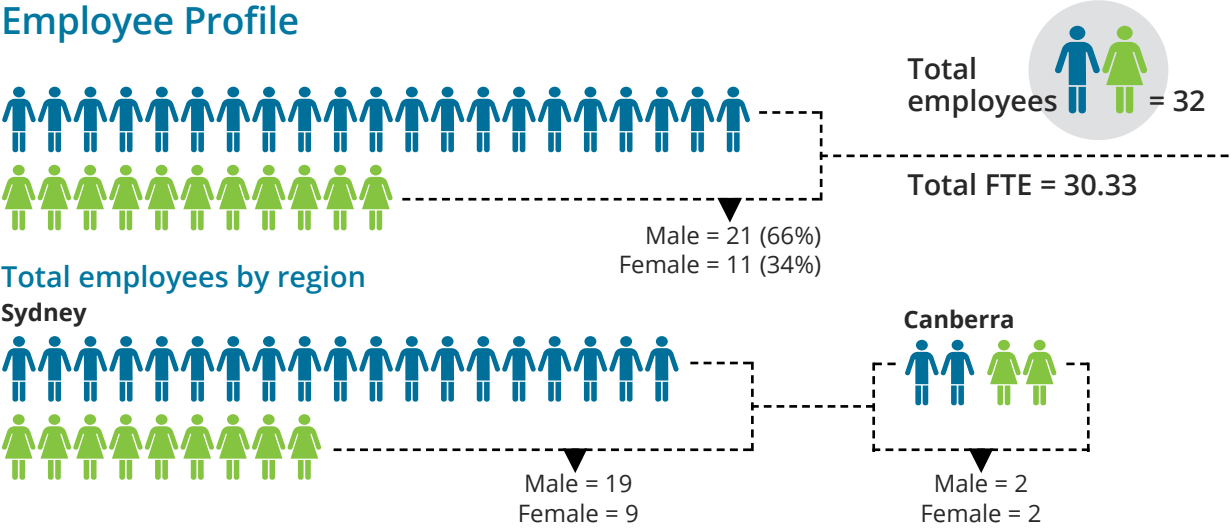 Employee Profile
Total
employees = 32
Total FTE = 30.33
Male = 21 (66%)
Female = 11 (34%)
Total employees by region
Sydney
Male = 19
Female = 9
Canberra
Male = 2
Female = 2